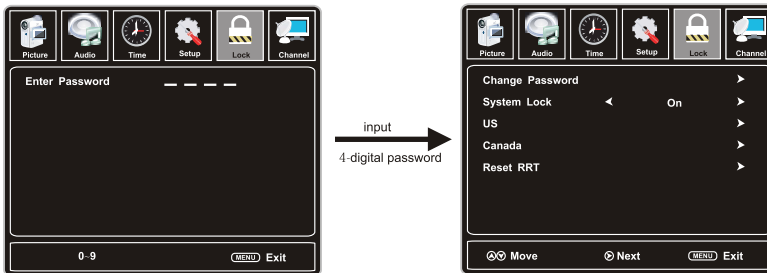 Picture Audio Time Setup Lock Channel
Enter Password _ _ _ _
0~9 MENU Exit
input
4-digital password
Picture Audio Time Setup Lock Channel
Change Password
System Lock On
US
Canada
Reset RRT
Move Next MENU Exit